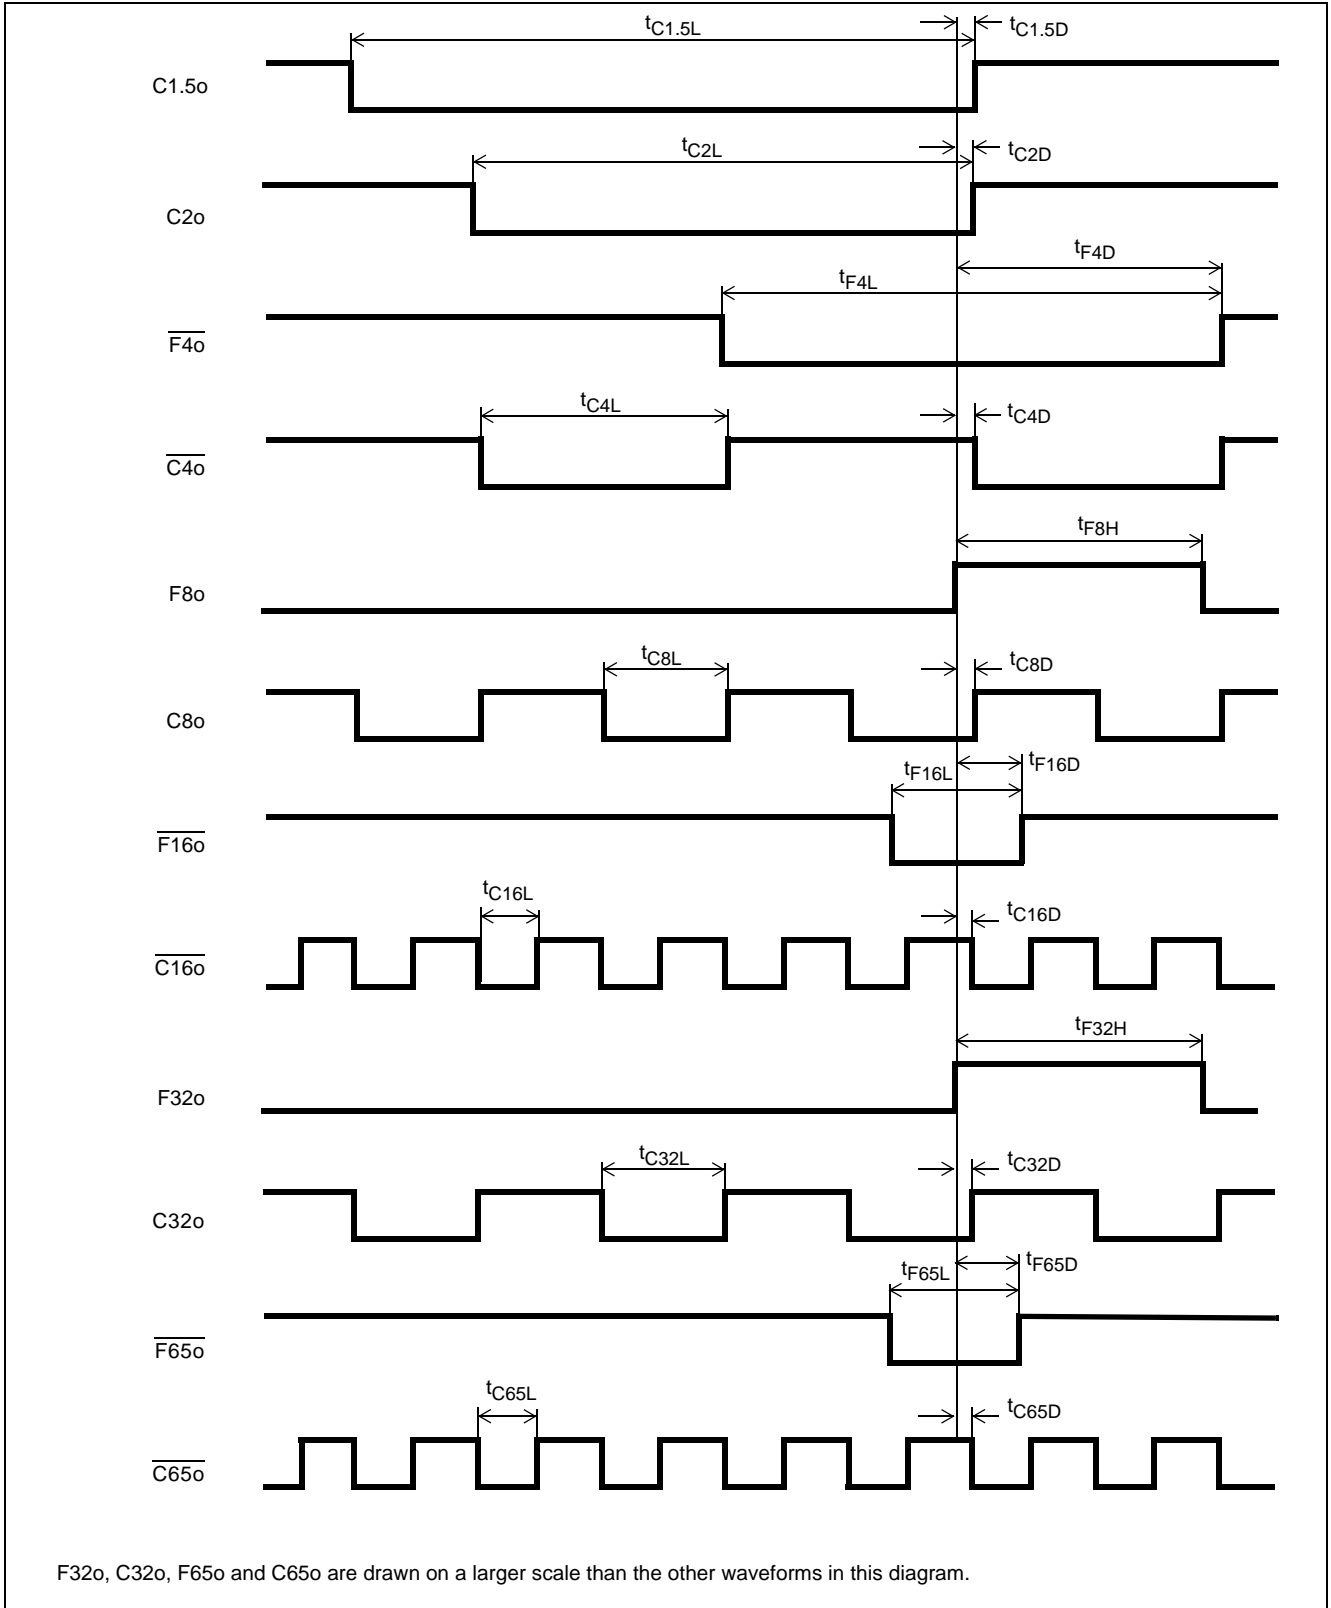 tC1.5L
tC1.5D
C1.5o
tC2L
tC2D
C2o
tF4D
tF4L
F4o
tC4L
tC4D
C4o
tF8H
F8o
tC8L
tC8D
C8o
tF16L
tF16D
F16o
tC16L
tC16D
C16o
tF32H
F32o
tC32L
tC32D
C32o
tF65L
tF65D
F65o
tC65L
tC65D
C65o
F32o, C32o, F65o and C65o are drawn on a larger scale than the other waveforms in this diagram.